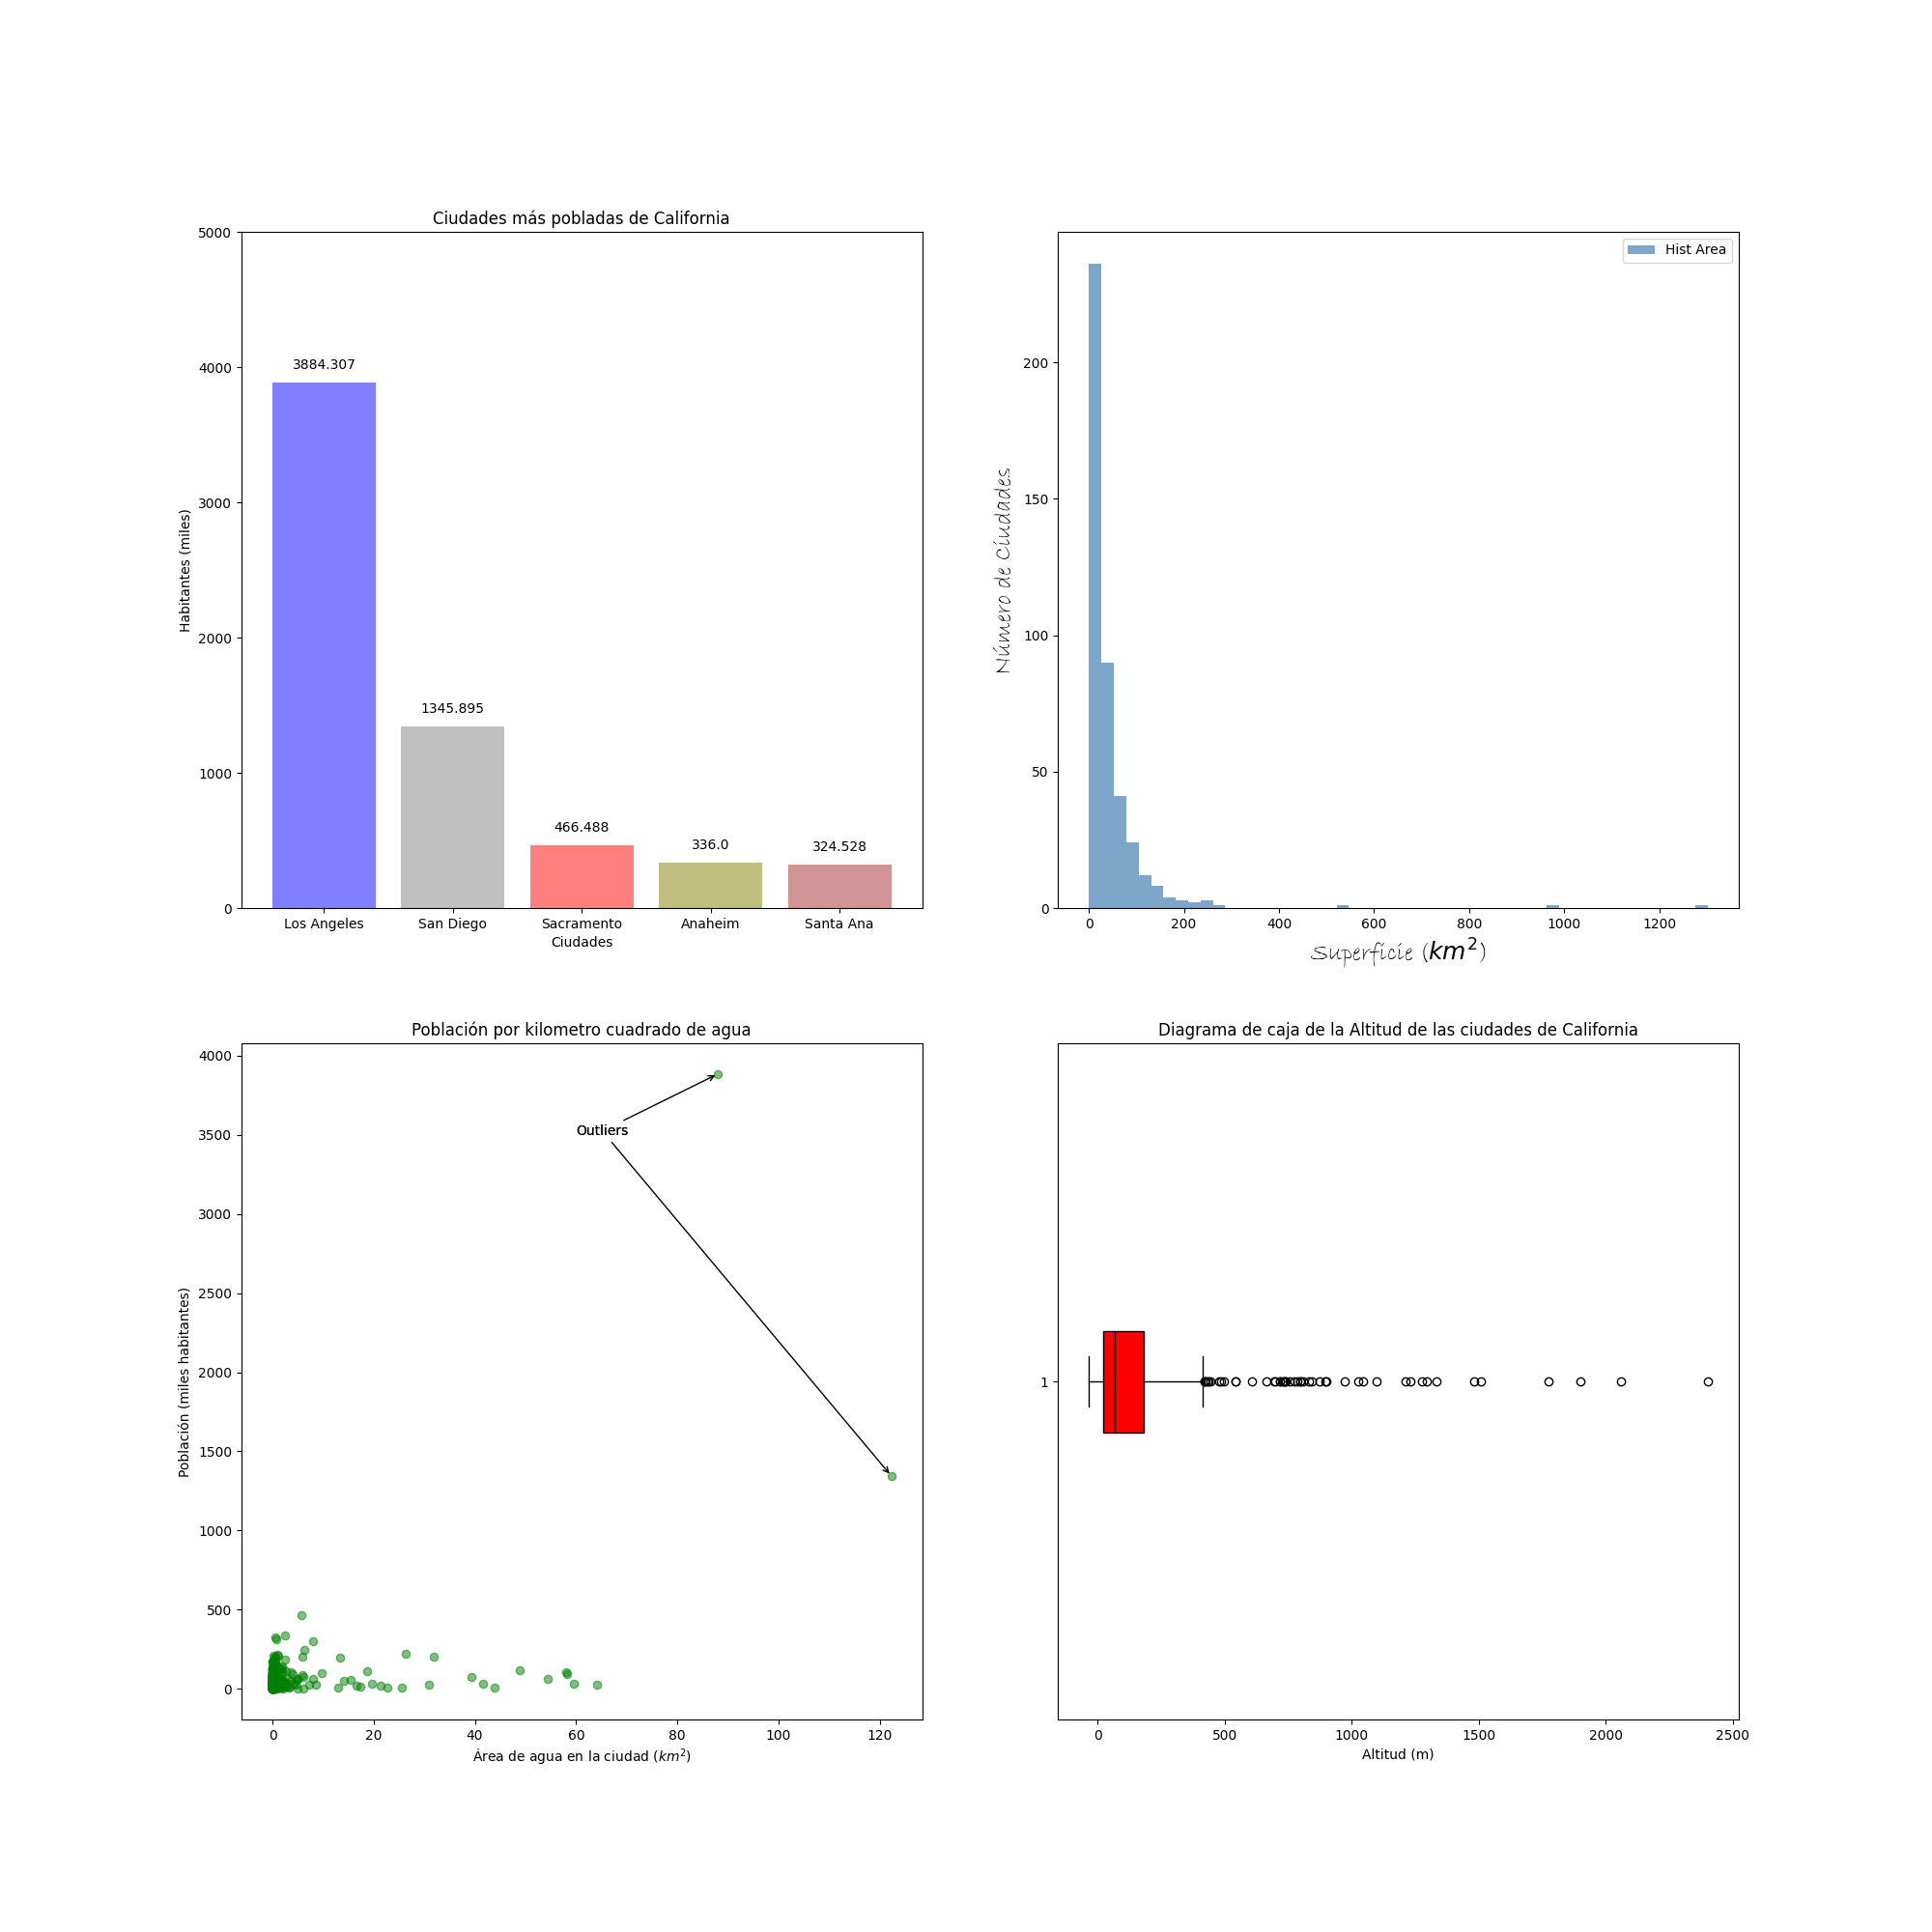 Ciudades más pobladas de California
5000
4000
3000
2000
1000
0
Habitantes (miles)
3884.307
1345.895
466.488
336.0
324.528
Los Angeles San Diego Sacramento Anaheim Santa Ana
Ciudades
Hist Area
200
150
100
50
0
Número de Ciudades
0 200 400 600 800 1000 1200
Superficie (km²)
Población por kilometro cuadrado de agua
4000
3500
3000
2500
2000
1500
1000
500
0
Población (miles habitantes)
Outliers
0 20 40 60 80 100 120
Área de agua en la ciudad (km²)
Diagrama de caja de la Altitud de las ciudades de California
1
0 500 1000 1500 2000 2500
Altitud (m)